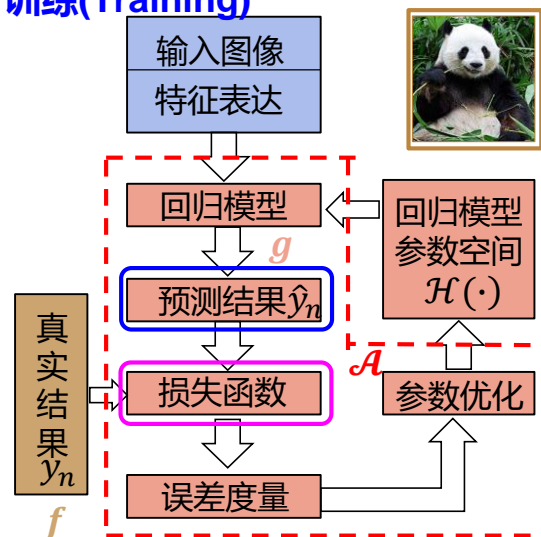 训练(Training)
输入图像
特征表达
回归模型
g
预测结果ŷₙ
损失函数
误差度量
真
实
结
果
yₙ
f
回归模型
参数空间
ℋ(·)
𝒜
参数优化